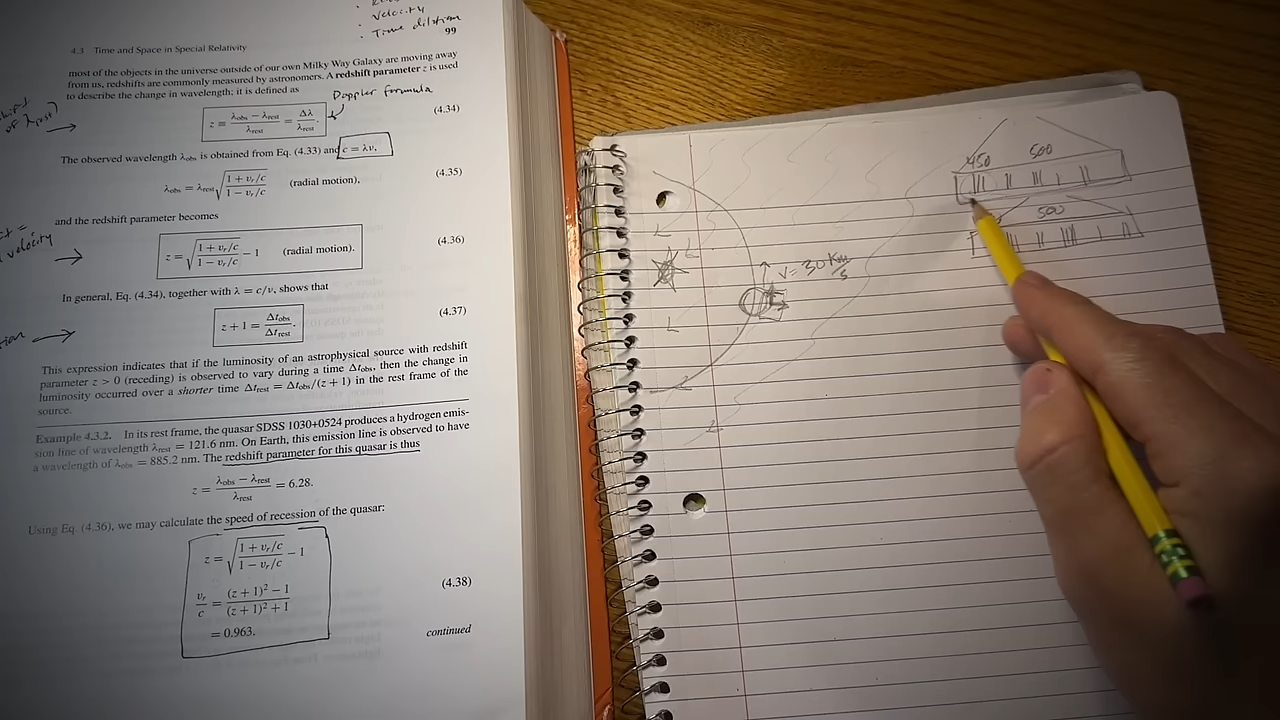 velocity
· Time dilation
4.3 Time and Space in Special Relativity
99
most of the objects in the universe outside of our own Milky Way Galaxy are moving away
from us, redshifts are commonly measured by astronomers. A redshift parameter z is used
to describe the change in wavelength; it is defined as
Doppler formula
z = (λobs − λrest)/λrest = Δλ/λrest. (4.34)
of λrest)
The observed wavelength λobs is obtained from Eq. (4.33) and c = λν,
λobs = λrest √((1 + vr/c)/(1 − vr/c)) (radial motion), (4.35)
and the redshift parameter becomes
velocity
z = √((1 + vr/c)/(1 − vr/c)) − 1 (radial motion). (4.36)
In general, Eq. (4.34), together with λ = c/ν, shows that
z + 1 = Δtobs/Δtrest. (4.37)
This expression indicates that if the luminosity of an astrophysical source with redshift
parameter z > 0 (receding) is observed to vary during a time Δtobs, then the change in
luminosity occurred over a shorter time Δtrest = Δtobs/(z + 1) in the rest frame of the
source.
Example 4.3.2. In its rest frame, the quasar SDSS 1030+0524 produces a hydrogen emis-
sion line of wavelength λrest = 121.6 nm. On Earth, this emission line is observed to have
a wavelength of λobs = 885.2 nm. The redshift parameter for this quasar is thus
z = (λobs − λrest)/λrest = 6.28.
Using Eq. (4.36), we may calculate the speed of recession of the quasar:
z = √((1 + vr/c)/(1 − vr/c)) − 1
vr/c = ((z + 1)² − 1)/((z + 1)² + 1) (4.38)
= 0.963.
continued
450 500
500
v = 30 Km/s